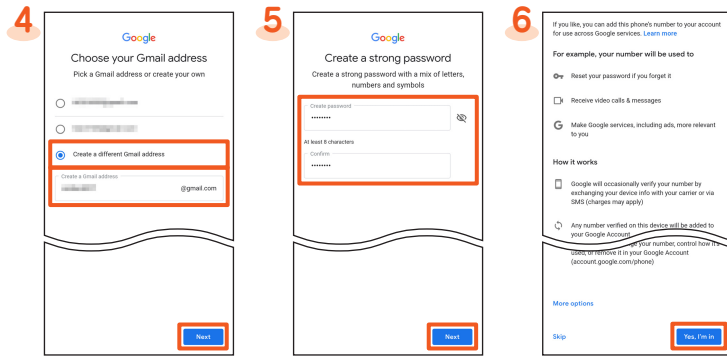 4
Google
Choose your Gmail address
Pick a Gmail address or create your own
Create a different Gmail address
Create a Gmail address
@gmail.com
Next
5
Google
Create a strong password
Create a strong password with a mix of letters,
numbers and symbols
Create password
••••••••
At least 8 characters
Confirm
••••••••
Next
6
If you like, you can add this phone's number to your account
for use across Google services. Learn more
For example, your number will be used to
Reset your password if you forget it
Receive video calls & messages
G
Make Google services, including ads, more relevant
to you
How it works
Google will occasionally verify your number by
exchanging your device info with your carrier or via
SMS (charges may apply)
Any number verified on this device will be added to
your Google Account
your number, control how it's
used, or remove it in your Google Account
(account.google.com/phone)
More options
Skip
Yes, I'm in